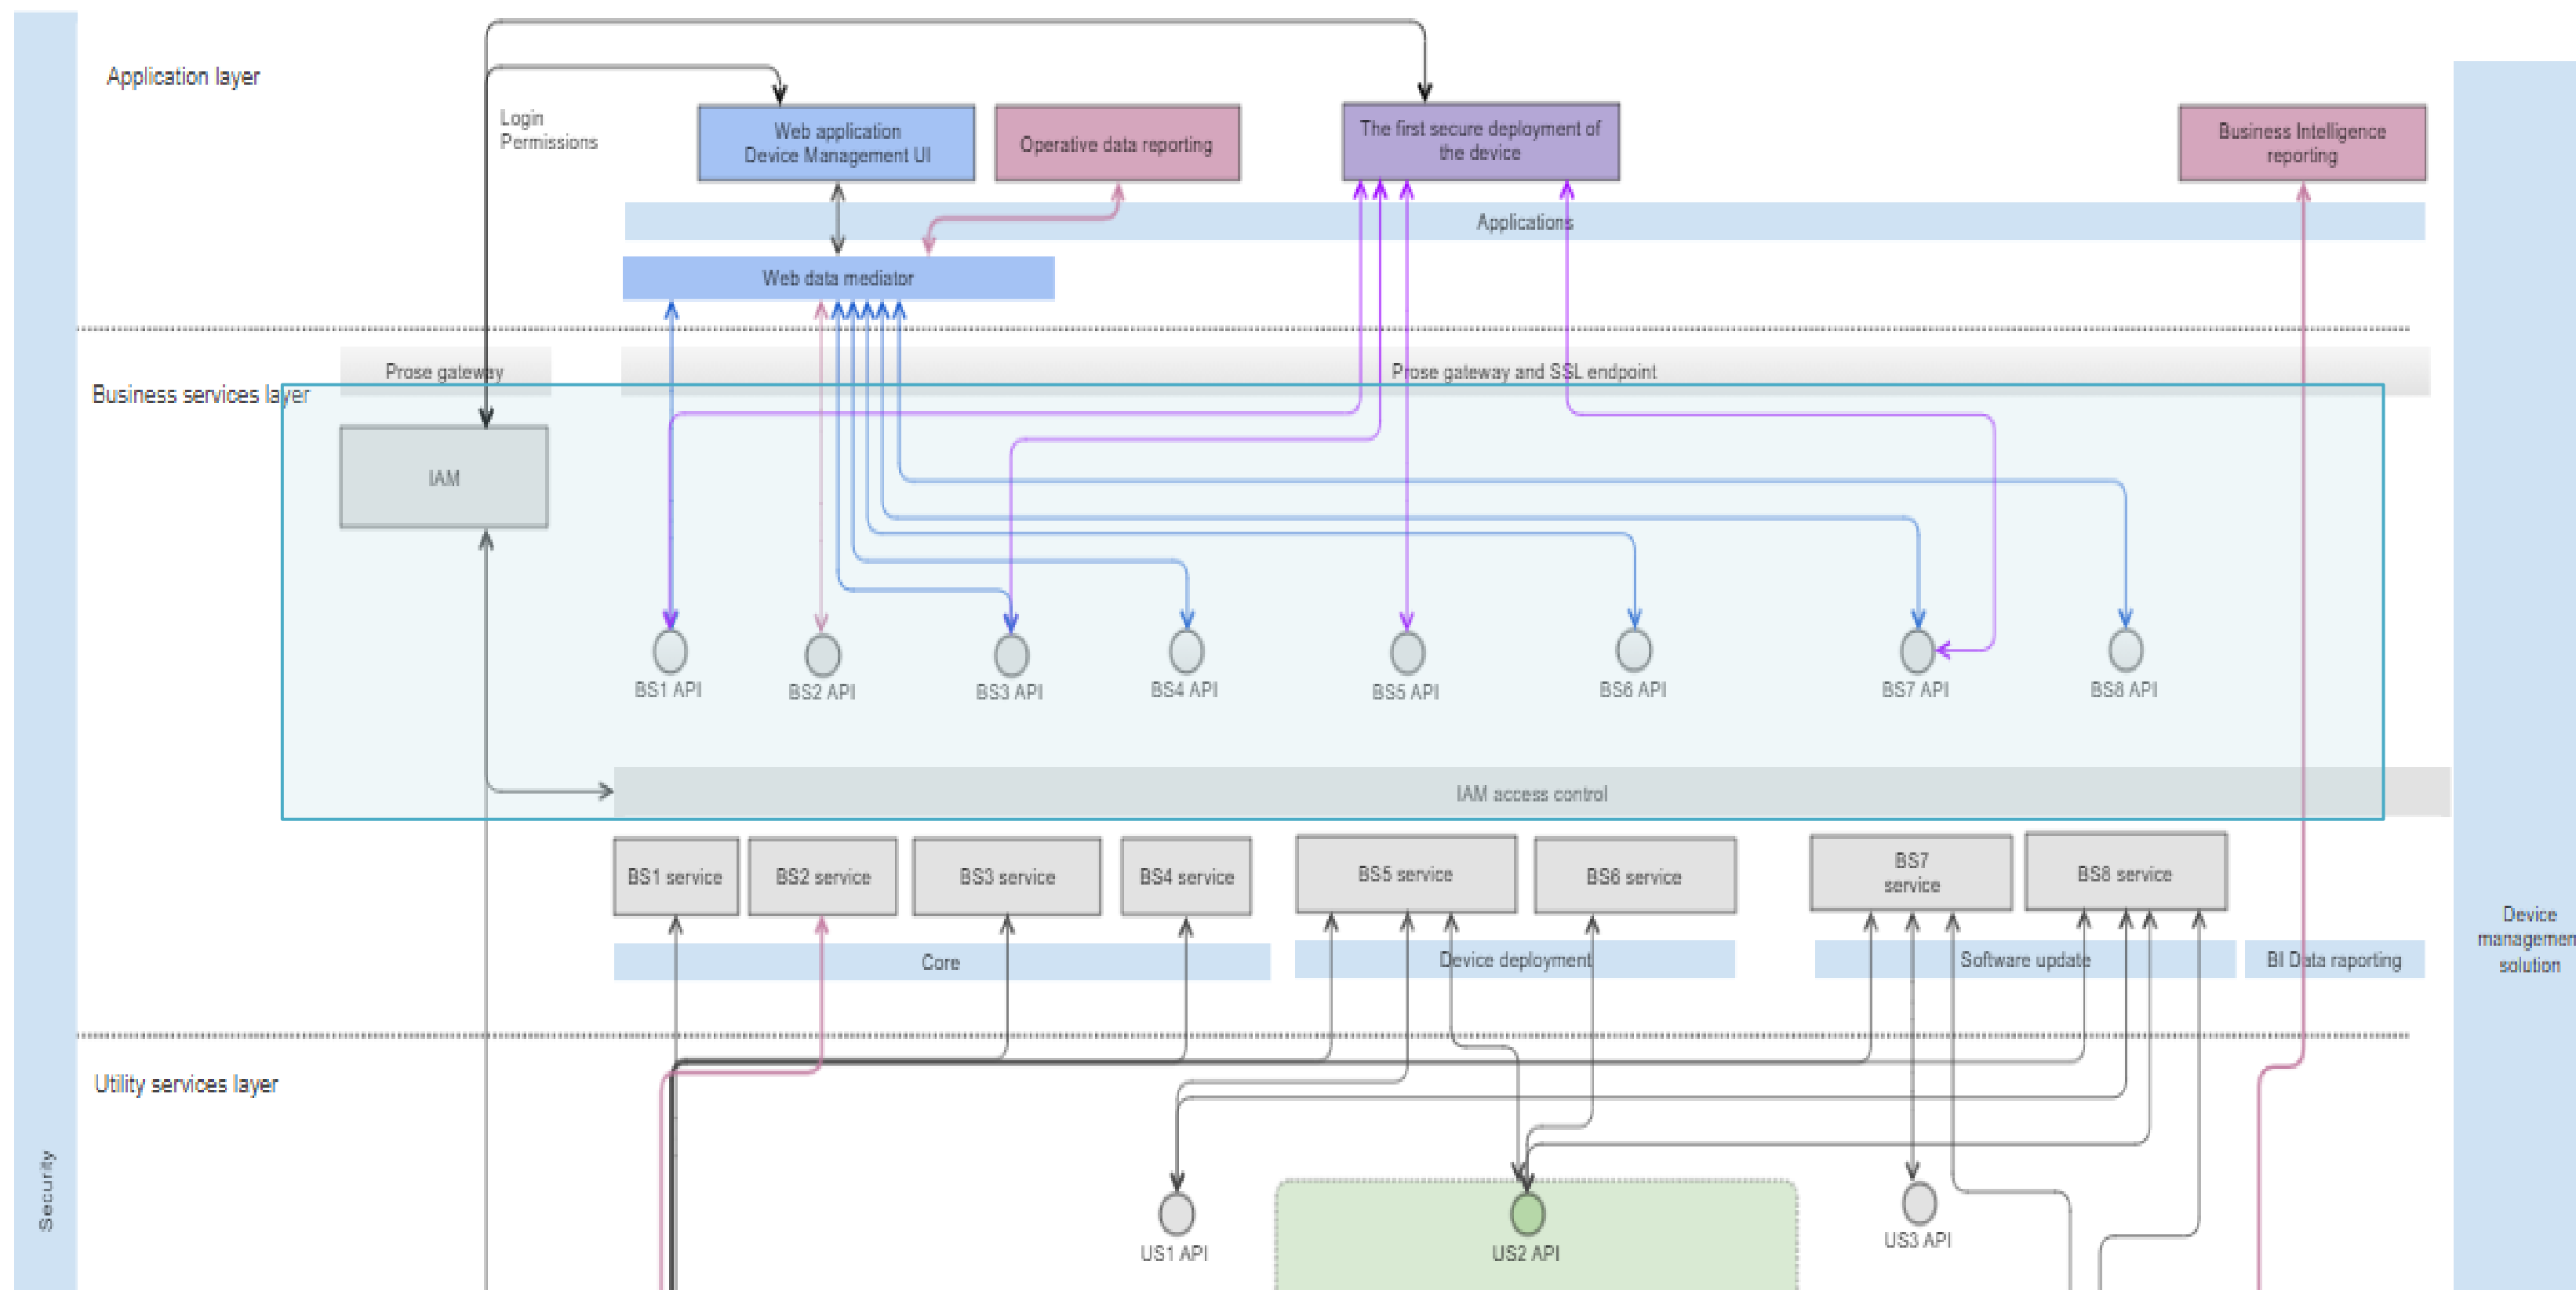 Application layer
Login
Permissions
Web application
Device Management UI
Operative data reporting
The first secure deployment of
the device
Business Intelligence
reporting
Applications
Web data mediator
Prose gateway
Prose gateway and SSL endpoint
Business services layer
IAM
BS1 API
BS2 API
BS3 API
BS4 API
BS5 API
BS6 API
BS7 API
BS8 API
IAM access control
BS1 service
BS2 service
BS3 service
BS4 service
BS5 service
BS6 service
BS7
service
BS8 service
Core
Device deployment
Software update
BI Data raporting
Device
managemen
solution
Utility services layer
Security
US1 API
US2 API
US3 API